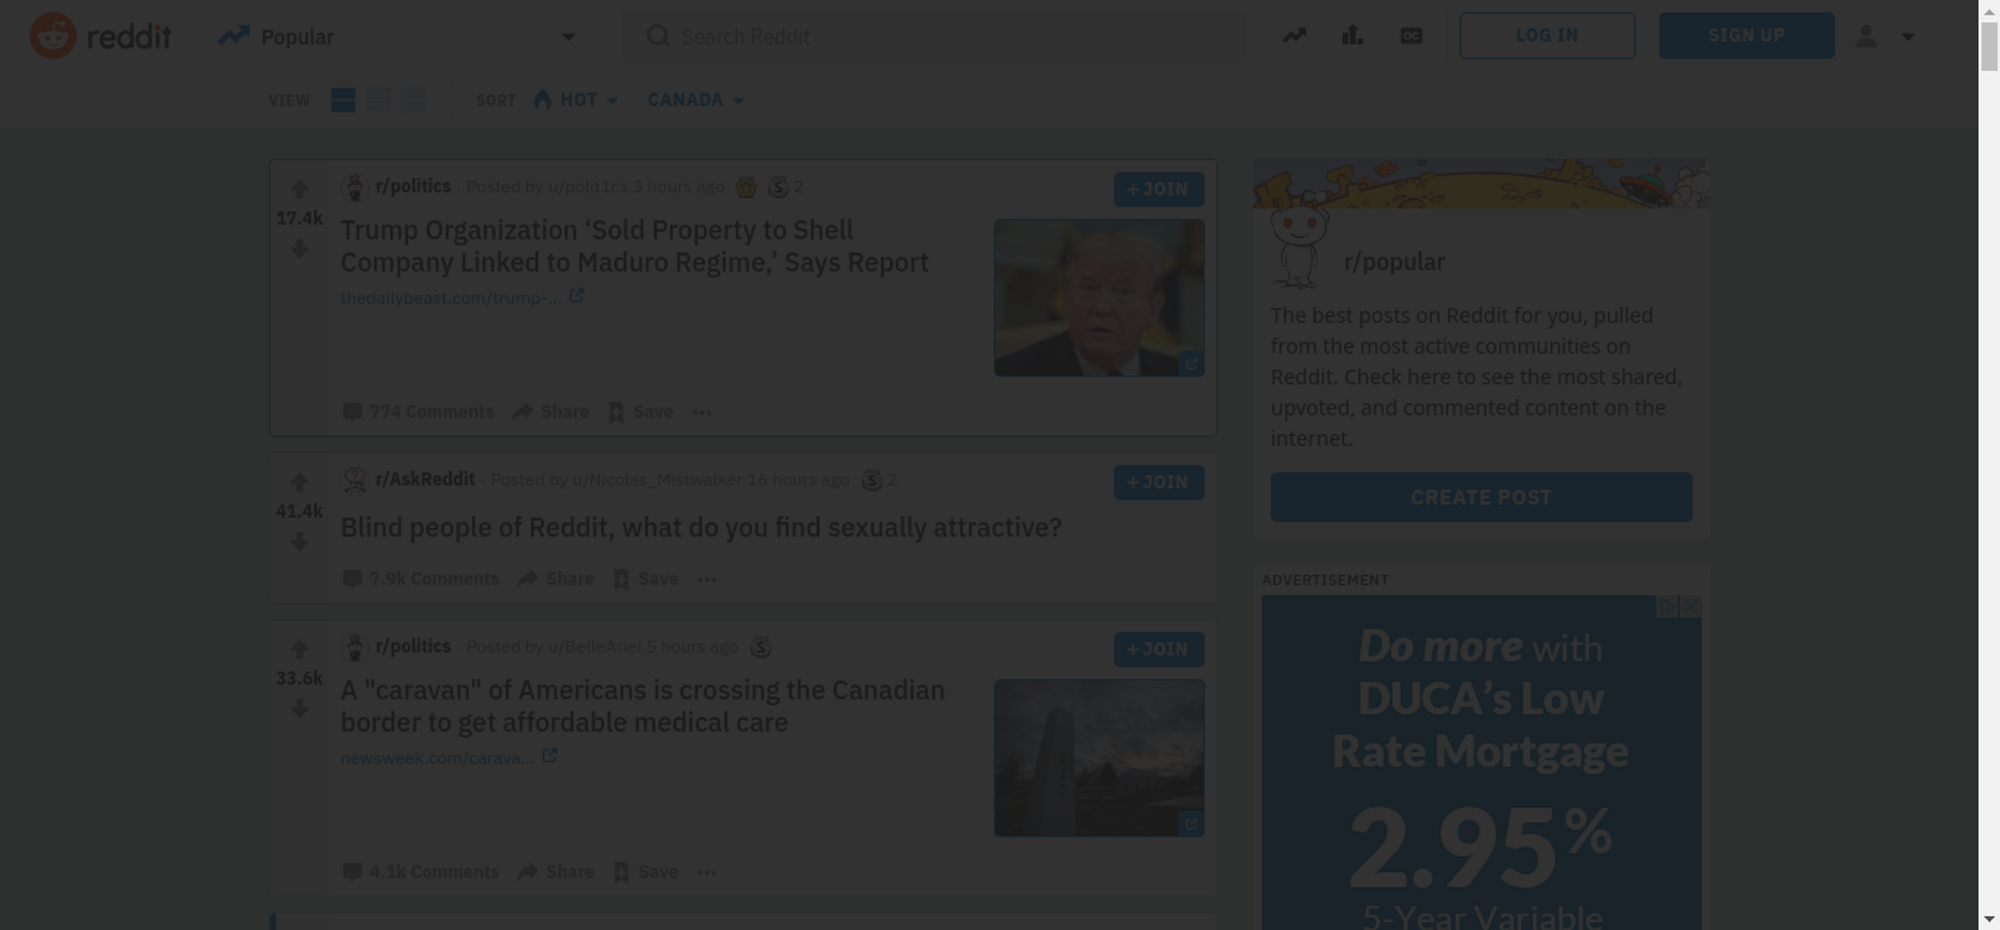 reddit
Popular
Search Reddit
OC
LOG IN
SIGN UP
VIEW
SORT
HOT
CANADA
r/politics · Posted by u/polit1cs 3 hours ago
S 2
+ JOIN
17.4k
Trump Organization ‘Sold Property to Shell
Company Linked to Maduro Regime,’ Says Report
thedailybeast.com/trump-...
774 Comments
Share
Save
r/AskReddit · Posted by u/Nicolas_Mistwalker 16 hours ago
S 2
+ JOIN
41.4k
Blind people of Reddit, what do you find sexually attractive?
7.9k Comments
Share
Save
r/politics · Posted by u/BelleAriel 5 hours ago
S
+ JOIN
33.6k
A "caravan" of Americans is crossing the Canadian
border to get affordable medical care
newsweek.com/carava...
4.1k Comments
Share
Save
r/popular
The best posts on Reddit for you, pulled
from the most active communities on
Reddit. Check here to see the most shared,
upvoted, and commented content on the
internet.
CREATE POST
ADVERTISEMENT
Do more with
DUCA’s Low
Rate Mortgage
2.95%
5-Year Variable